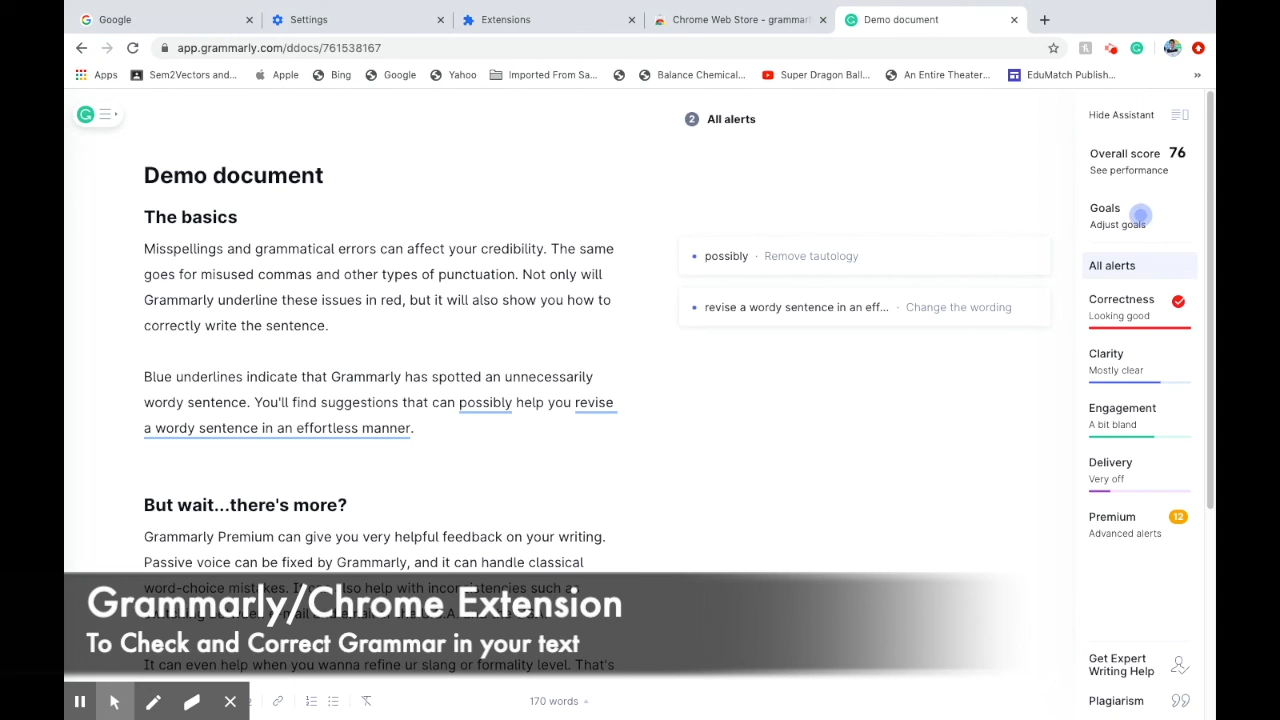 Google
Settings
Extensions
Chrome Web Store - grammarl
Demo document
app.grammarly.com/ddocs/761538167
Apps
Sem2Vectors and...
Apple
Bing
Google
Yahoo
Imported From Sa...
Balance Chemical...
Super Dragon Ball...
An Entire Theater...
EduMatch Publish...
»
2 All alerts
Demo document
The basics
Misspellings and grammatical errors can affect your credibility. The same
goes for misused commas and other types of punctuation. Not only will
Grammarly underline these issues in red, but it will also show you how to
correctly write the sentence.
Blue underlines indicate that Grammarly has spotted an unnecessarily
wordy sentence. You'll find suggestions that can possibly help you revise
a wordy sentence in an effortless manner.
But wait...there's more?
Grammarly Premium can give you very helpful feedback on your writing.
Passive voice can be fixed by Grammarly, and it can handle classical
word-choice mistakes.
It can even help when you wanna refine ur slang or formality level. That's
possibly · Remove tautology
revise a wordy sentence in an eff... · Change the wording
Hide Assistant
Overall score 76
See performance
Goals
Adjust goals
All alerts
Correctness
Looking good
Clarity
Mostly clear
Engagement
A bit bland
Delivery
Very off
Premium 12
Advanced alerts
Get Expert
Writing Help
Plagiarism
Grammarly/Chrome Extension
To Check and Correct Grammar in your text
170 words